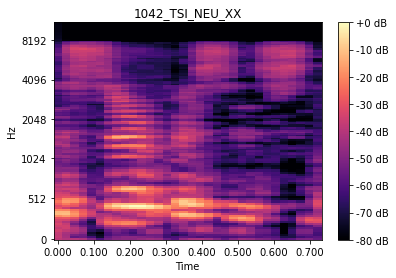 1042_TSI_NEU_XX
8192
4096
2048
1024
512
0
Hz
0.000 0.100 0.200 0.300 0.400 0.500 0.600 0.700
Time
+0 dB
-10 dB
-20 dB
-30 dB
-40 dB
-50 dB
-60 dB
-70 dB
-80 dB